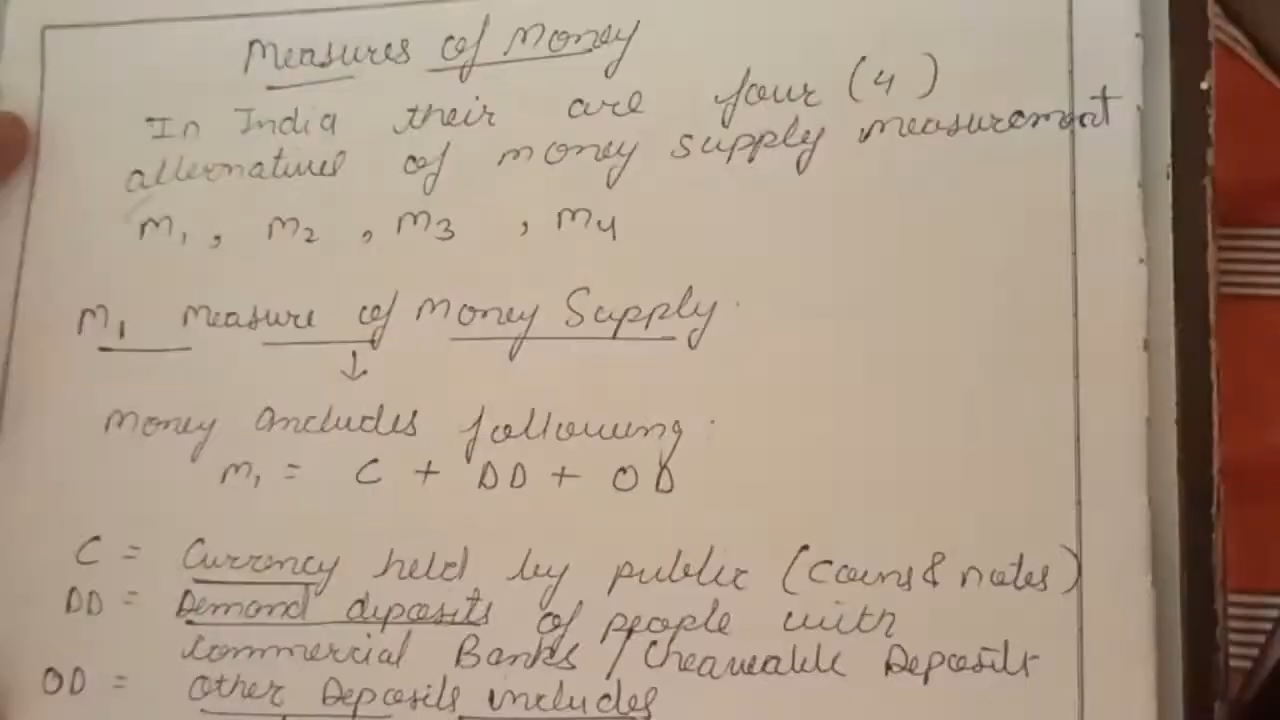 Measures of Money
In India their are four (4)
alternatives of money supply measurement
M1, M2, M3, M4
M1 Measure of Money Supply.
↓
Money includes following.
M1 = C + DD + OD
C = Currency held by public (coins & notes)
DD = Demand deposits of people with
Commercial Banks / Cheaueable Deposits
OD = Other Deposits includes